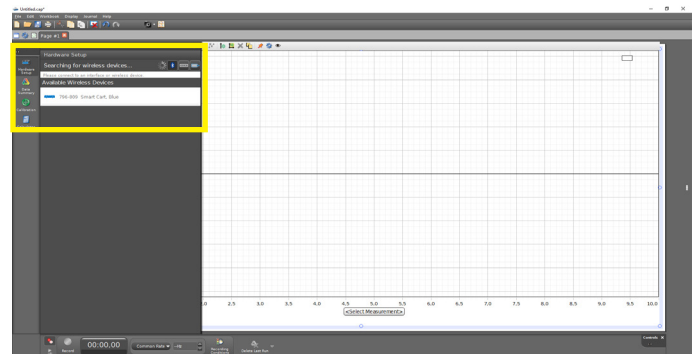 Untitled.cap*
File Edit Workbook Display Journal Help
Page #1
Hardware Setup
Searching for wireless devices...
Please connect to an interface or wireless device
Available Wireless Devices
Hardware Setup
Data Summary
Calibration
706-800 Smart Cart, Blue
2.5 3.0 3.5 4.0 4.5 5.0 5.5 6.0 6.5 7.0 7.5 8.0 8.5 9.0 9.5 10.0
<Select Measurement>
Controls
Record
00:00.00
Common Rate
Recording Conditions
Delete Last Run